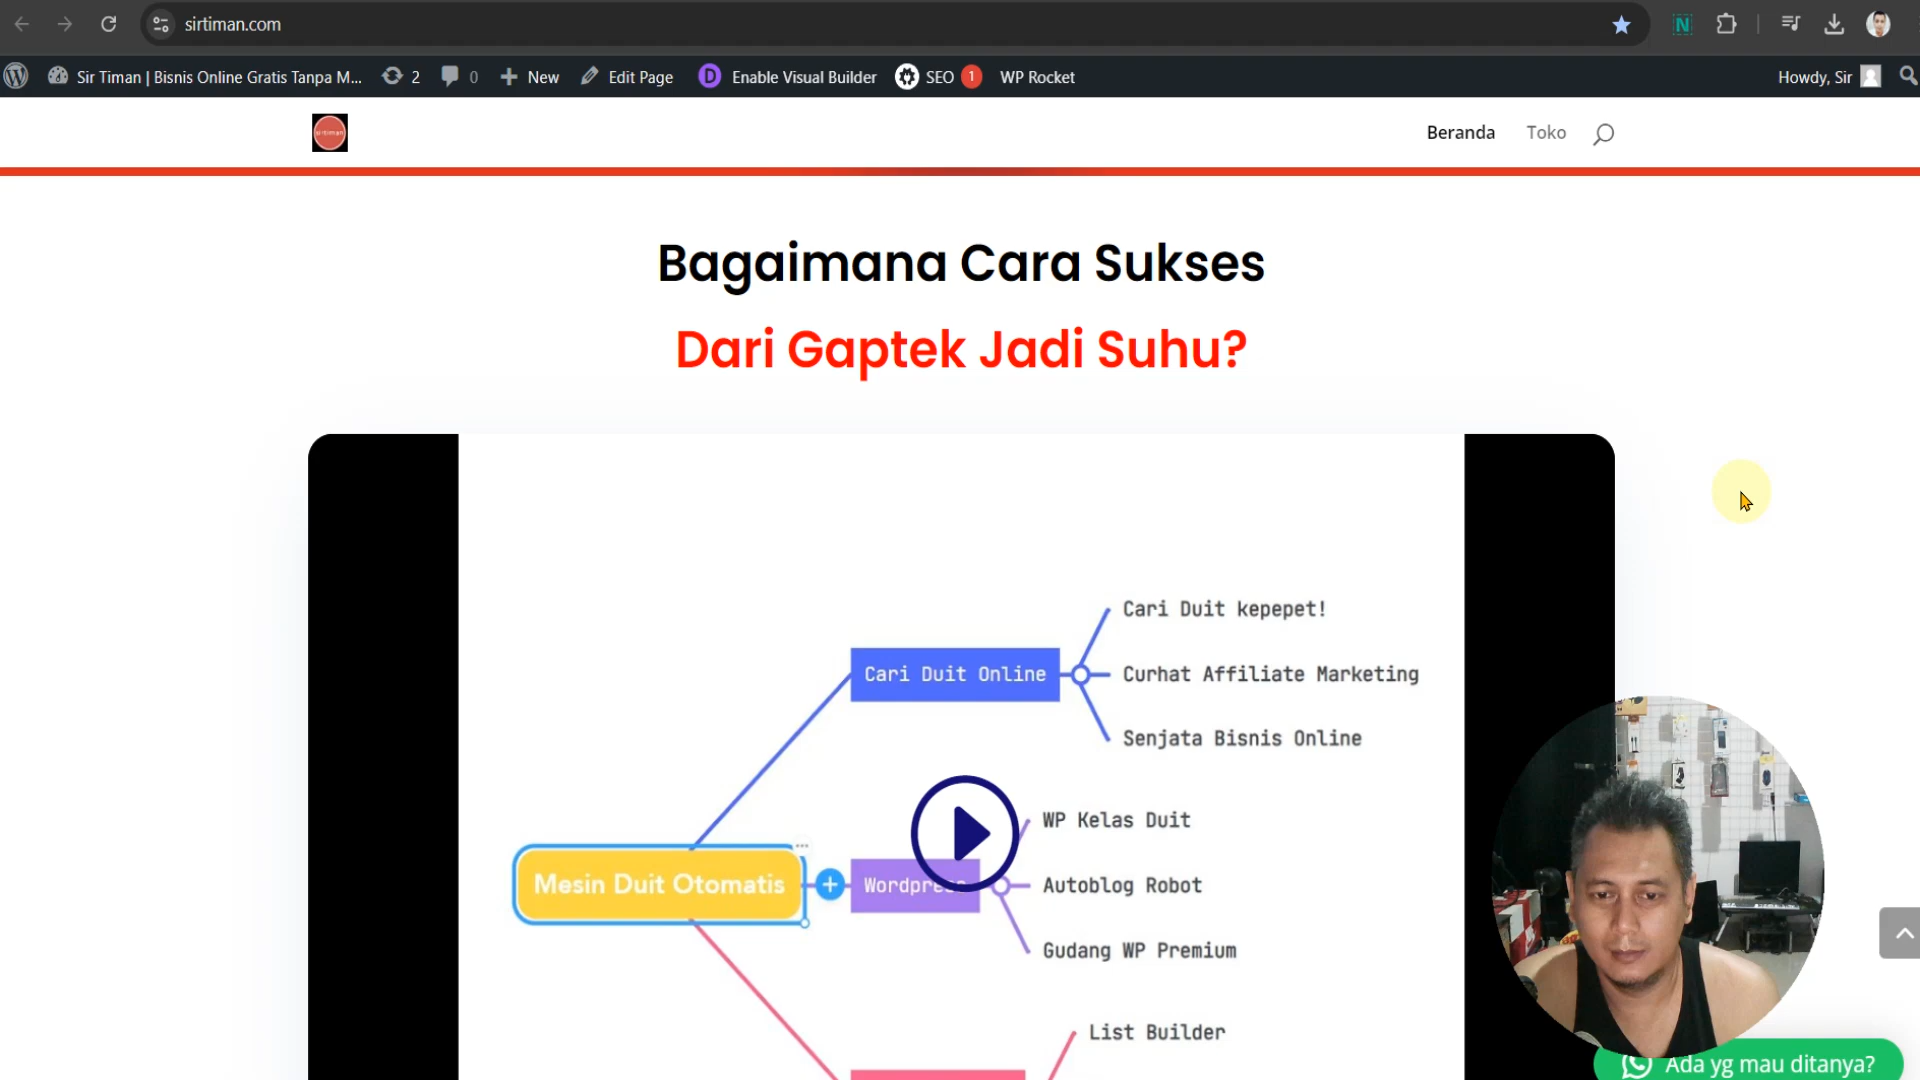 sirtiman.com
Sir Timan | Bisnis Online Gratis Tanpa M... 2 0 New Edit Page D Enable Visual Builder SEO 1 WP Rocket Howdy, Sir
sirtiman Beranda Toko
Bagaimana Cara Sukses
Dari Gaptek Jadi Suhu?
Cari Duit kepepet!
Cari Duit Online Curhat Affiliate Marketing
Senjata Bisnis Online
WP Kelas Duit
Mesin Duit Otomatis Wordpress Autoblog Robot
Gudang WP Premium
List Builder
Ada yg mau ditanya?